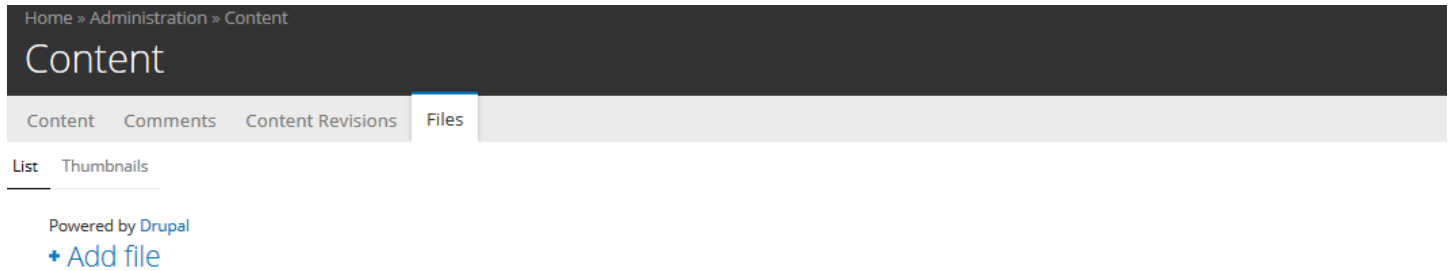 Home » Administration » Content
Content
Content Comments Content Revisions Files
List Thumbnails
Powered by Drupal
+ Add file